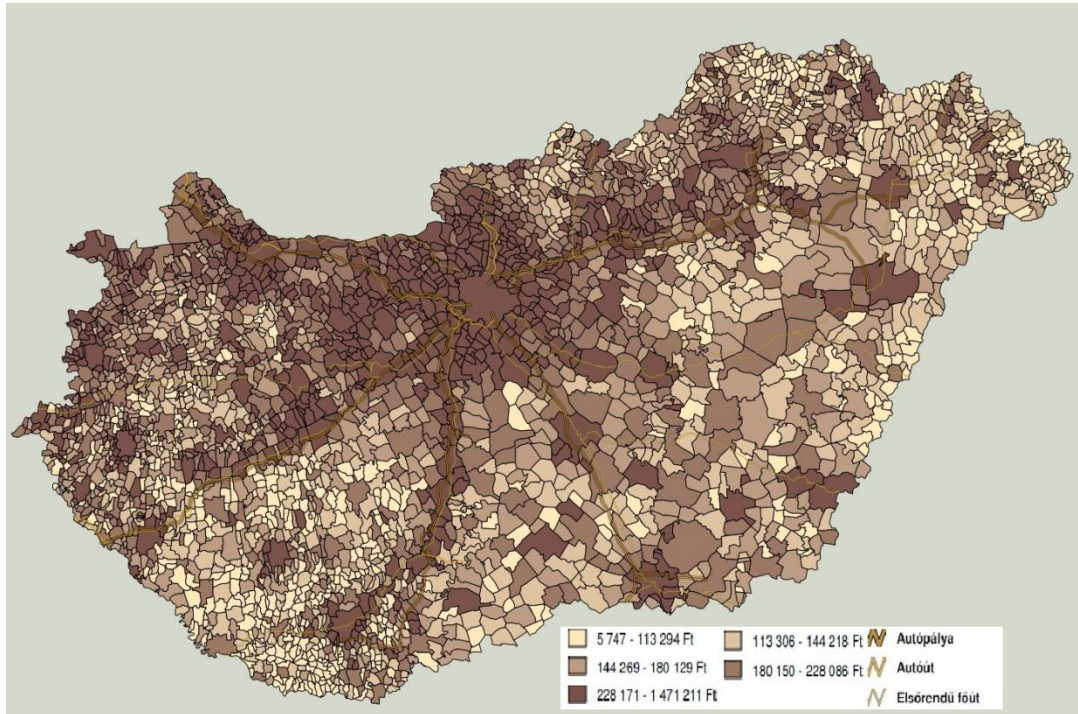 5 747 - 113 294 Ft
113 306 - 144 218 Ft
Autópálya
144 269 - 180 129 Ft
180 150 - 228 086 Ft
Autóút
228 171 - 1 471 211 Ft
Elsőrendű főút